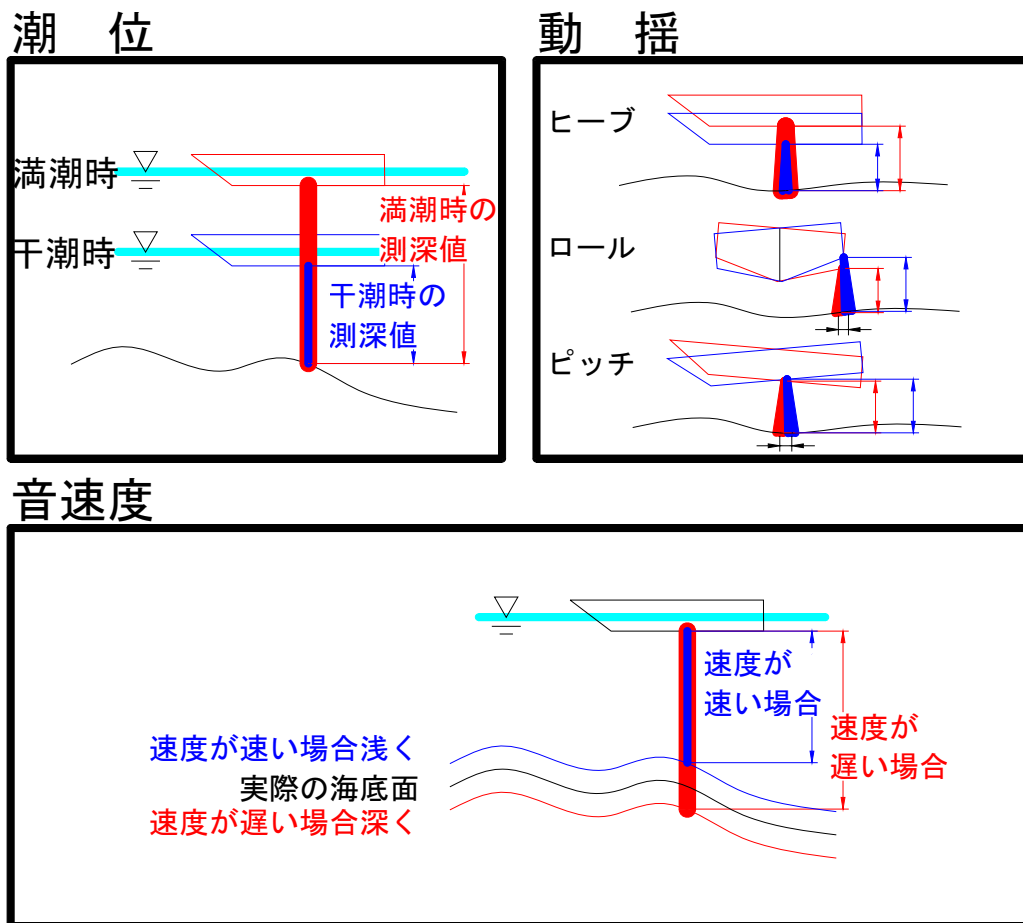 潮　位
満潮時
干潮時
満潮時の
測深値
干潮時の
測深値
動　揺
ヒーブ
ロール
ピッチ
音速度
速度が
速い場合
速度が
遅い場合
速度が速い場合浅く
実際の海底面
速度が遅い場合深く